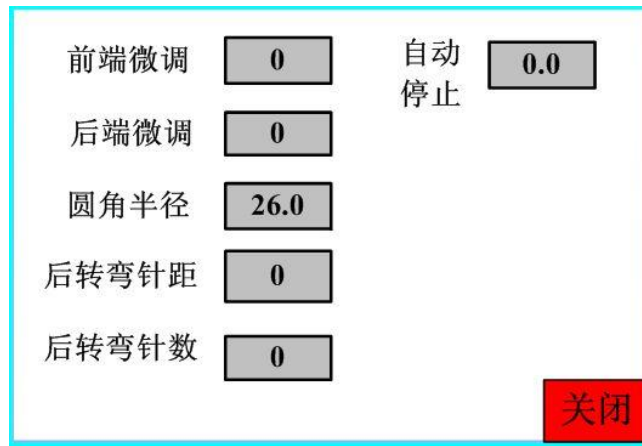 前端微调 0
自动 停止 0.0
后端微调 0
圆角半径 26.0
后转弯针距 0
后转弯针数 0
关闭